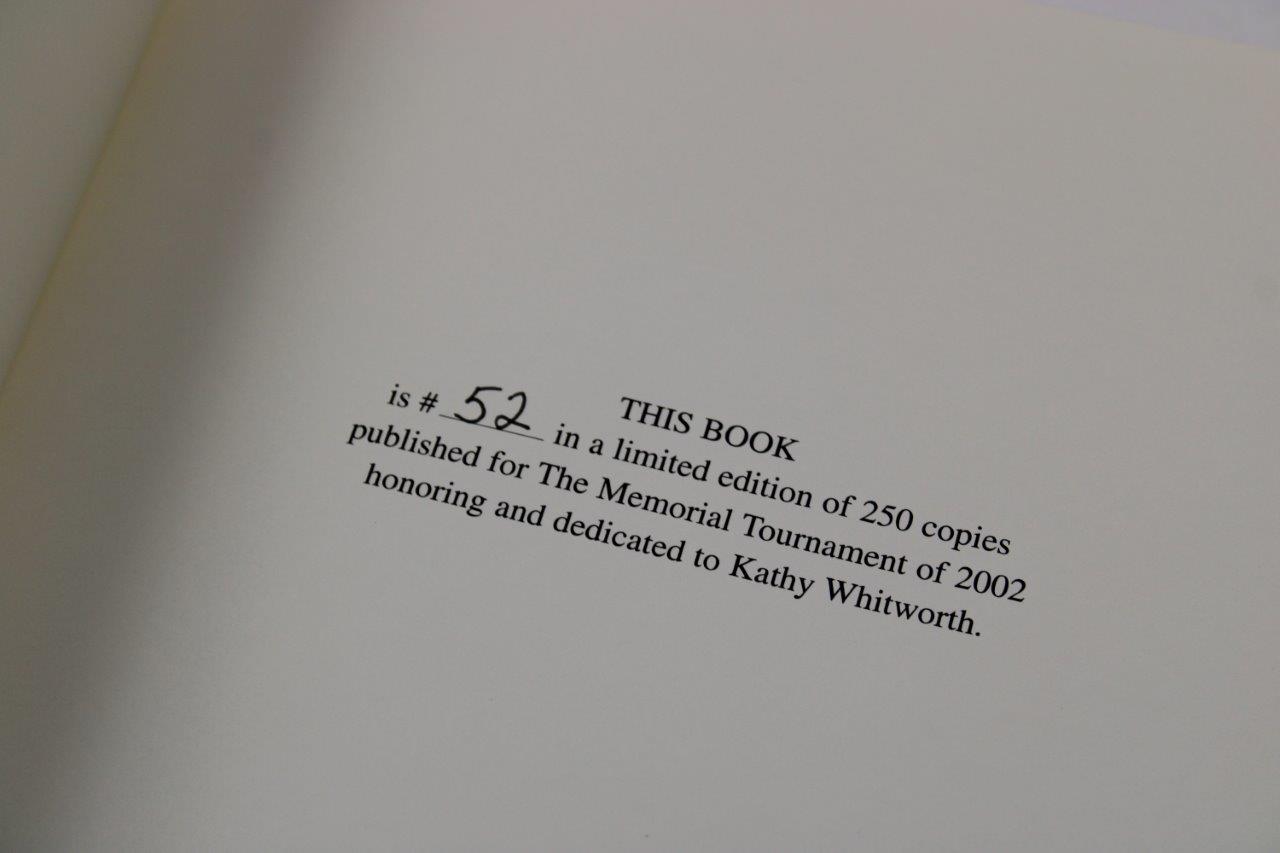 THIS BOOK
is # 52 in a limited edition of 250 copies
published for The Memorial Tournament of 2002
honoring and dedicated to Kathy Whitworth.